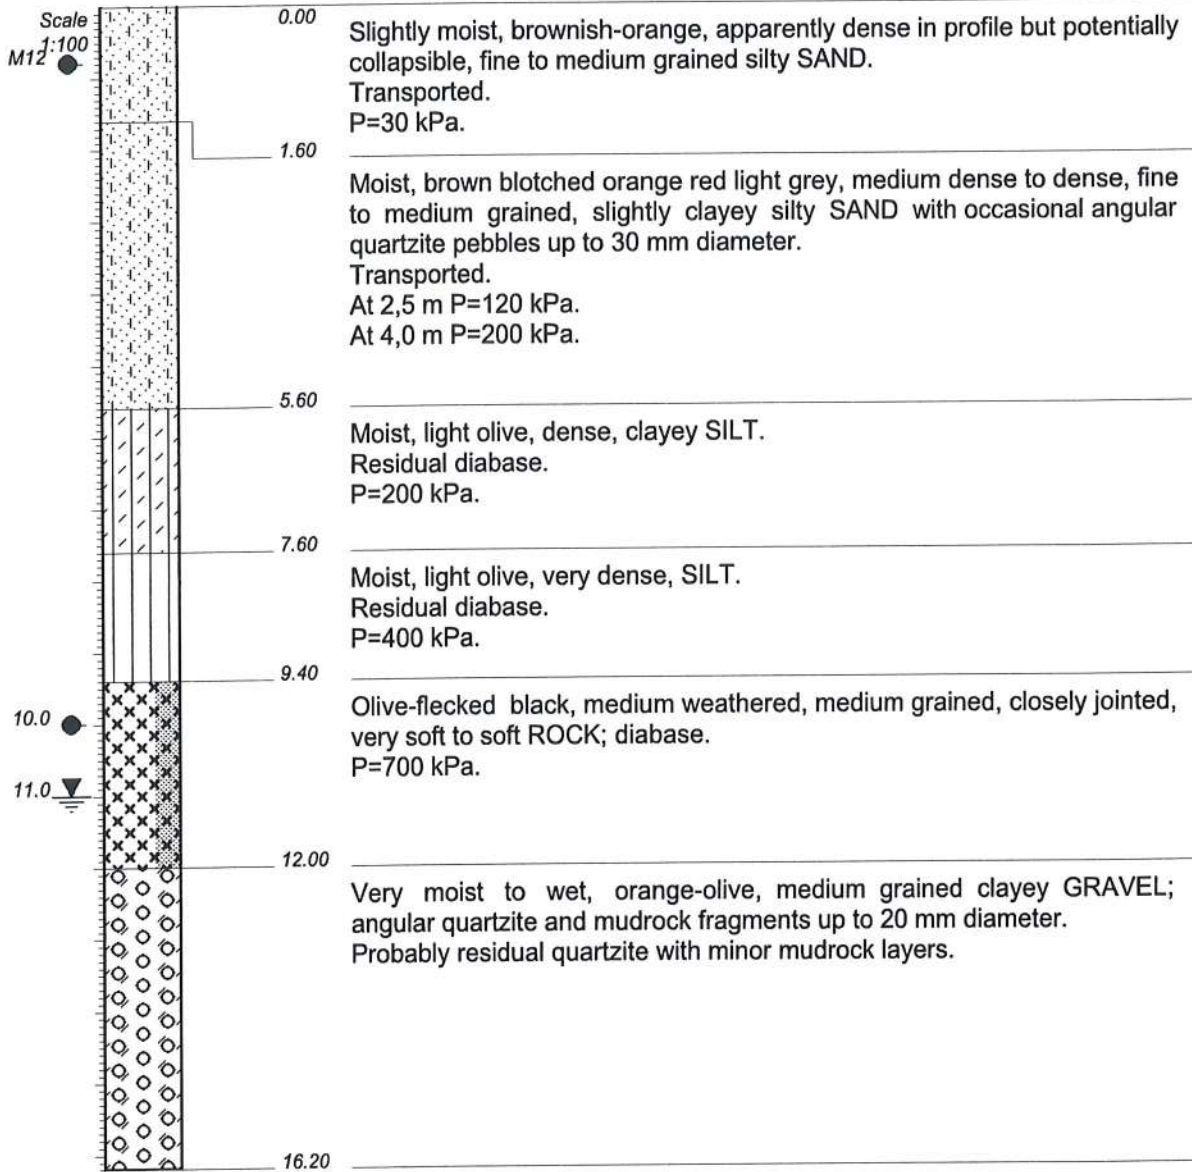 Scale
1:100
M12
0.00
Slightly moist, brownish-orange, apparently dense in profile but potentially
collapsible, fine to medium grained silty SAND.
Transported.
P=30 kPa.
1.60
Moist, brown blotched orange red light grey, medium dense to dense, fine
to medium grained, slightly clayey silty SAND with occasional angular
quartzite pebbles up to 30 mm diameter.
Transported.
At 2,5 m P=120 kPa.
At 4,0 m P=200 kPa.
5.60
Moist, light olive, dense, clayey SILT.
Residual diabase.
P=200 kPa.
7.60
Moist, light olive, very dense, SILT.
Residual diabase.
P=400 kPa.
9.40
Olive-flecked black, medium weathered, medium grained, closely jointed,
very soft to soft ROCK; diabase.
P=700 kPa.
10.0
11.0
12.00
Very moist to wet, orange-olive, medium grained clayey GRAVEL;
angular quartzite and mudrock fragments up to 20 mm diameter.
Probably residual quartzite with minor mudrock layers.
16.20